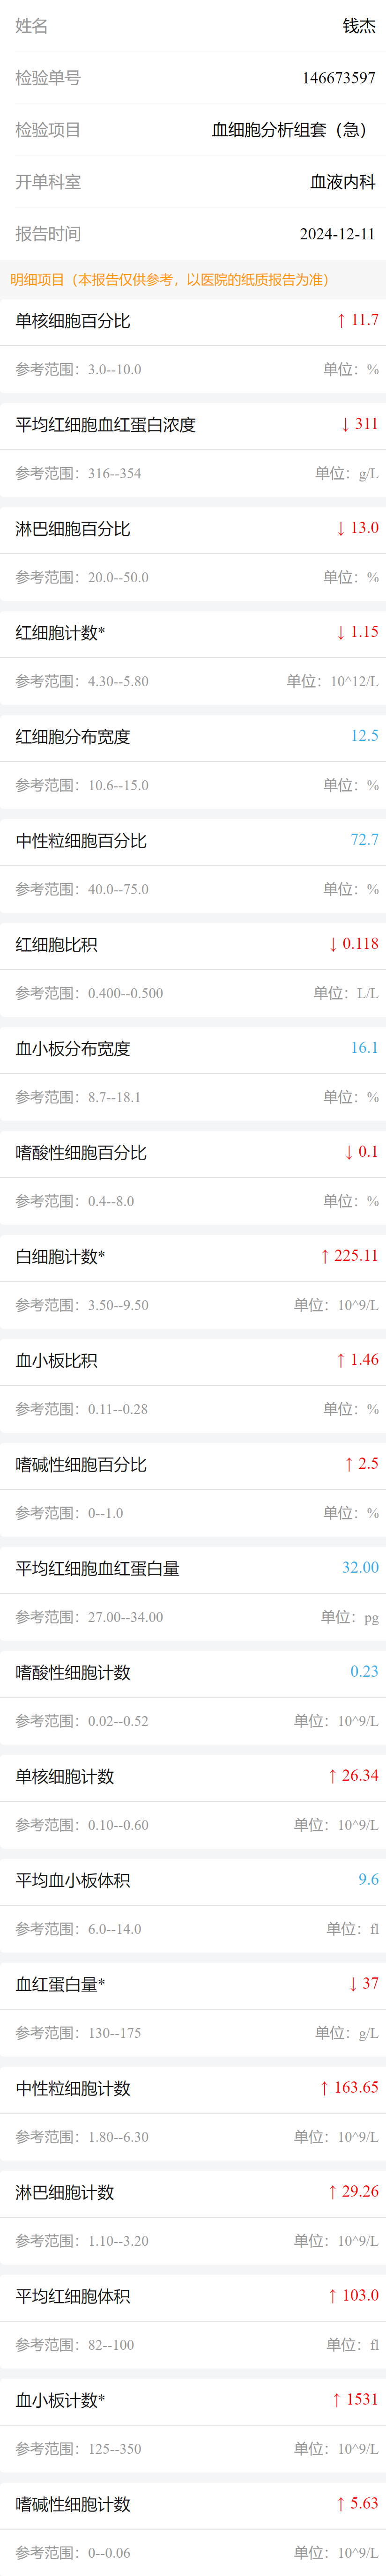 姓名 钱杰
检验单号 146673597
检验项目 血细胞分析组套（急）
开单科室 血液内科
报告时间 2024-12-11
明细项目（本报告仅供参考，以医院的纸质报告为准）
单核细胞百分比 ↑ 11.7
参考范围：3.0--10.0 单位：%
平均红细胞血红蛋白浓度 ↓ 311
参考范围：316--354 单位：g/L
淋巴细胞百分比 ↓ 13.0
参考范围：20.0--50.0 单位：%
红细胞计数* ↓ 1.15
参考范围：4.30--5.80 单位：10^12/L
红细胞分布宽度 12.5
参考范围：10.6--15.0 单位：%
中性粒细胞百分比 72.7
参考范围：40.0--75.0 单位：%
红细胞比积 ↓ 0.118
参考范围：0.400--0.500 单位：L/L
血小板分布宽度 16.1
参考范围：8.7--18.1 单位：%
嗜酸性细胞百分比 ↓ 0.1
参考范围：0.4--8.0 单位：%
白细胞计数* ↑ 225.11
参考范围：3.50--9.50 单位：10^9/L
血小板比积 ↑ 1.46
参考范围：0.11--0.28 单位：%
嗜碱性细胞百分比 ↑ 2.5
参考范围：0--1.0 单位：%
平均红细胞血红蛋白量 32.00
参考范围：27.00--34.00 单位：pg
嗜酸性细胞计数 0.23
参考范围：0.02--0.52 单位：10^9/L
单核细胞计数 ↑ 26.34
参考范围：0.10--0.60 单位：10^9/L
平均血小板体积 9.6
参考范围：6.0--14.0 单位：fl
血红蛋白量* ↓ 37
参考范围：130--175 单位：g/L
中性粒细胞计数 ↑ 163.65
参考范围：1.80--6.30 单位：10^9/L
淋巴细胞计数 ↑ 29.26
参考范围：1.10--3.20 单位：10^9/L
平均红细胞体积 ↑ 103.0
参考范围：82--100 单位：fl
血小板计数* ↑ 1531
参考范围：125--350 单位：10^9/L
嗜碱性细胞计数 ↑ 5.63
参考范围：0--0.06 单位：10^9/L